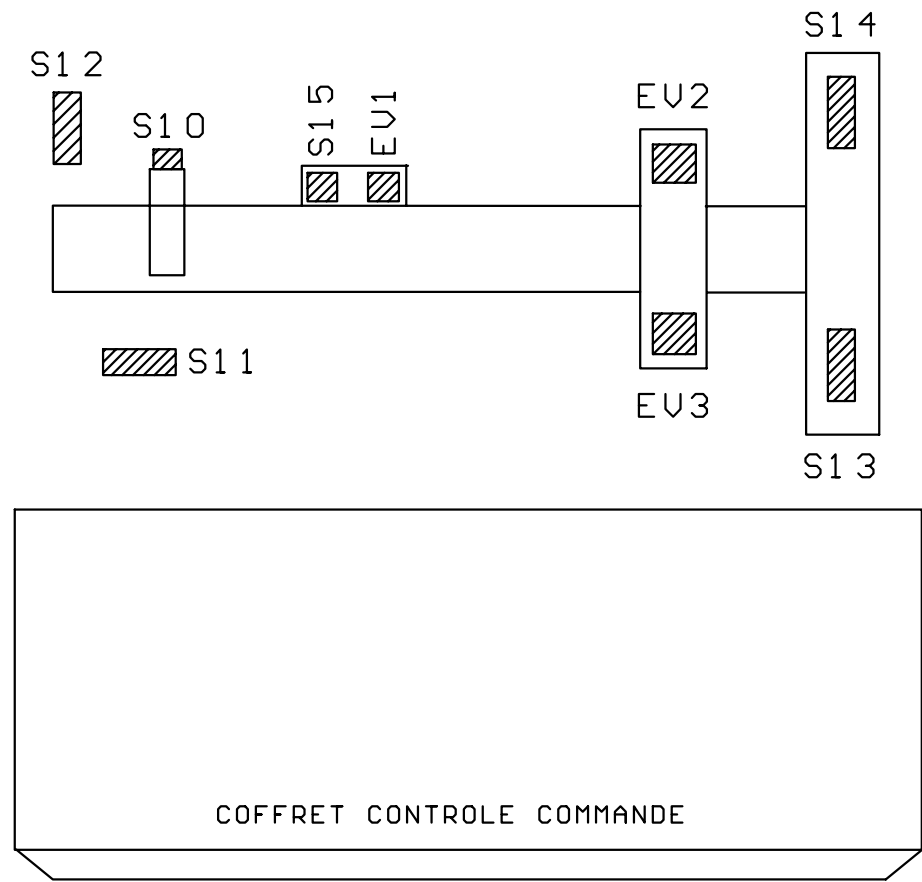 S14
S12
S10
S15
EV1
EV2
S11
EV3
S13
COFFRET CONTROLE COMMANDE